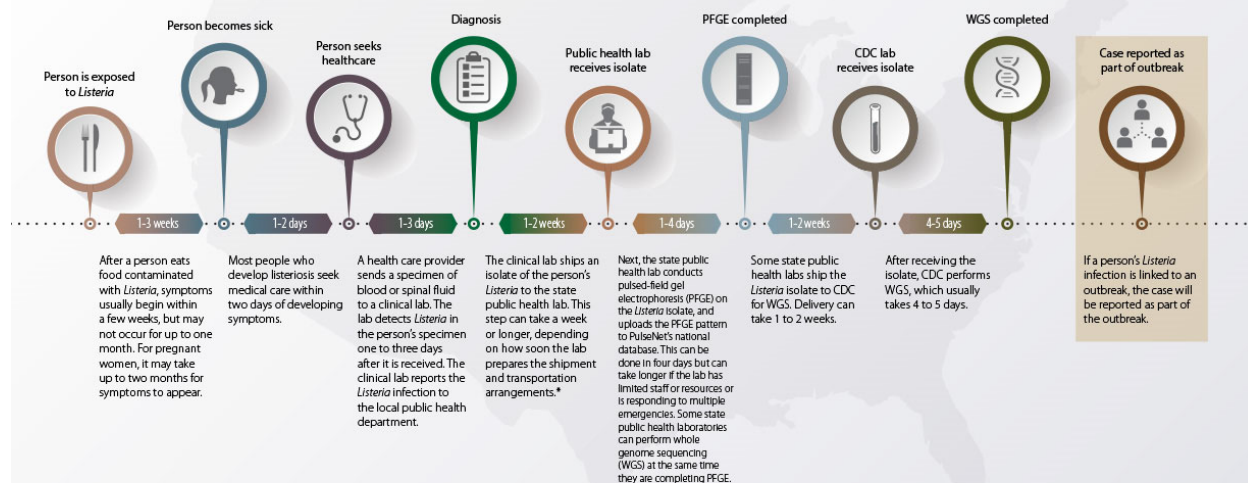 Person is exposed
to Listeria
Person becomes sick
Person seeks
healthcare
Diagnosis
Public health lab
receives isolate
PFGE completed
CDC lab
receives isolate
WGS completed
Case reported as
part of outbreak
1–3 weeks
1–2 days
1–3 days
1–2 weeks
1–4 days
1–2 weeks
4–5 days
After a person eats
food contaminated
with Listeria, symptoms
usually begin within
a few weeks, but may
not occur for up to one
month. For pregnant
women, it may take
up to two months for
symptoms to appear.
Most people who
develop listeriosis seek
medical care within
two days of developing
symptoms.
A health care provider
sends a specimen of
blood or spinal fluid
to a clinical lab. The
lab detects Listeria in
the person's specimen
one to three days
after it is received. The
clinical lab reports the
Listeria infection to
the local public health
department.
The clinical lab ships an
isolate of the person's
Listeria to the state
public health lab. This
step can take a week
or longer, depending
on how soon the lab
prepares the shipment
and transportation
arrangements.*
Next, the state public
health lab conducts
pulsed-field gel
electrophoresis (PFGE) on
the Listeria isolate, and
uploads the PFGE pattern
to PulseNet's national
database. This can be
done in four days but can
take longer if the lab has
limited staff or resources or
is responding to multiple
emergencies. Some state
public health laboratories
can perform whole
genome sequencing
(WGS) at the same time
they are completing PFGE.
Some state public
health labs ship the
Listeria isolate to CDC
for WGS. Delivery can
take 1 to 2 weeks.
After receiving the
isolate, CDC performs
WGS, which usually
takes 4 to 5 days.
If a person's Listeria
infection is linked to an
outbreak, the case will
be reported as part of
the outbreak.